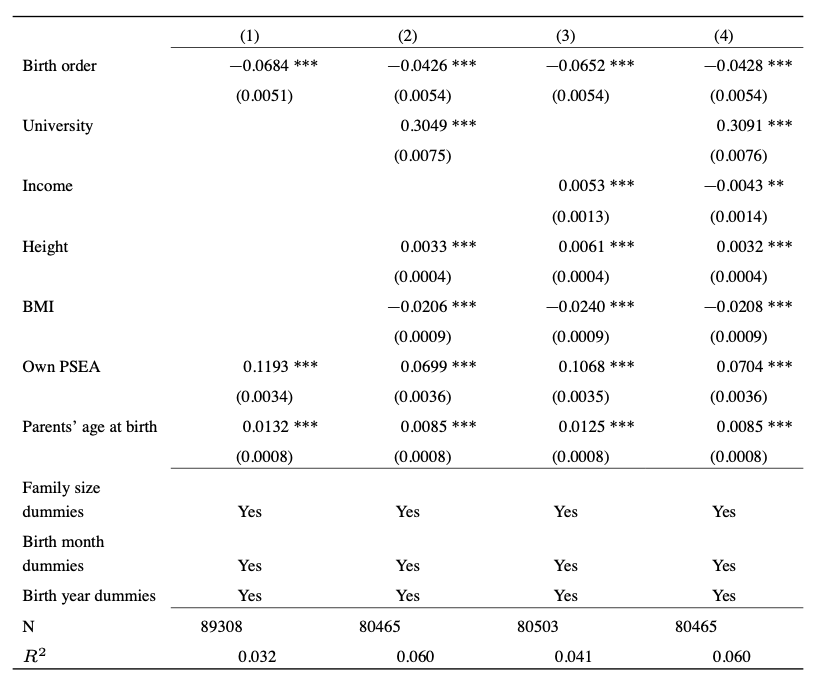 (1) (2) (3) (4)
Birth order −0.0684 *** −0.0426 *** −0.0652 *** −0.0428 ***
(0.0051) (0.0054) (0.0054) (0.0054)
University 0.3049 *** 0.3091 ***
(0.0075) (0.0076)
Income 0.0053 *** −0.0043 **
(0.0013) (0.0014)
Height 0.0033 *** 0.0061 *** 0.0032 ***
(0.0004) (0.0004) (0.0004)
BMI −0.0206 *** −0.0240 *** −0.0208 ***
(0.0009) (0.0009) (0.0009)
Own PSEA 0.1193 *** 0.0699 *** 0.1068 *** 0.0704 ***
(0.0034) (0.0036) (0.0035) (0.0036)
Parents’ age at birth 0.0132 *** 0.0085 *** 0.0125 *** 0.0085 ***
(0.0008) (0.0008) (0.0008) (0.0008)
Family size
dummies Yes Yes Yes Yes
Birth month
dummies Yes Yes Yes Yes
Birth year dummies Yes Yes Yes Yes
N 89308 80465 80503 80465
R² 0.032 0.060 0.041 0.060